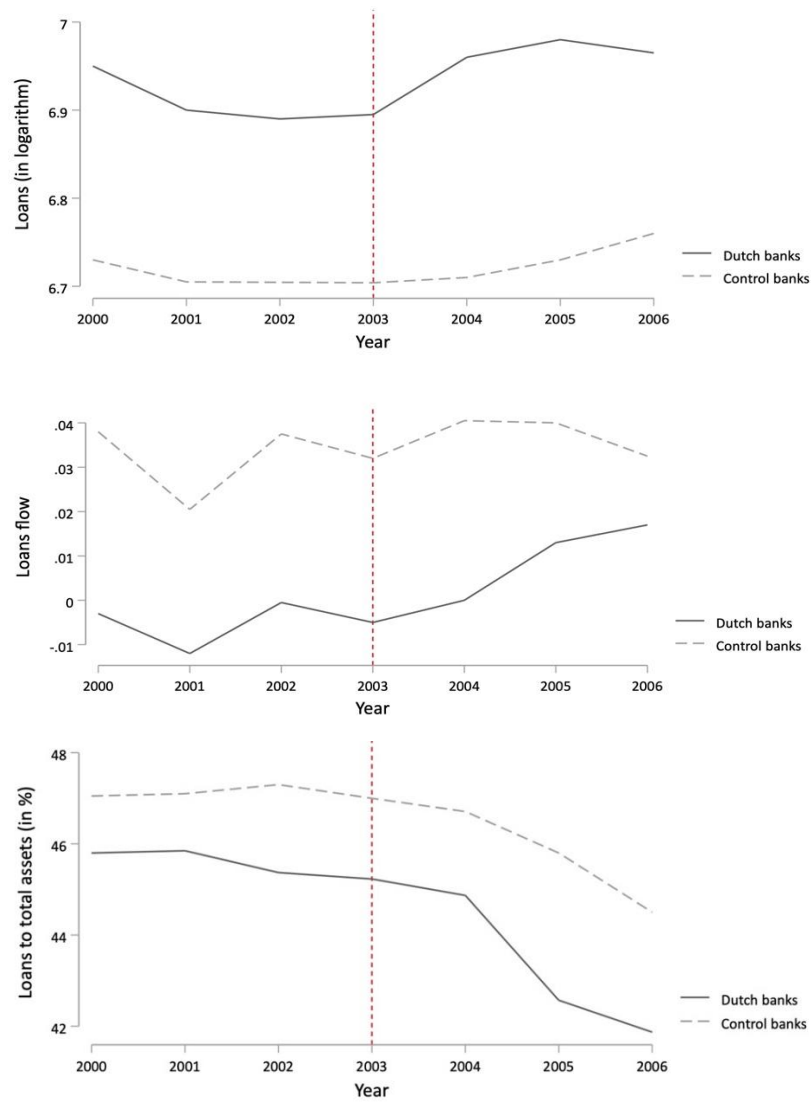 Loans (in logarithm)
7
6.9
6.8
6.7
2000 2001 2002 2003 2004 2005 2006
Year
Dutch banks
Control banks
Loans flow
.04
.03
.02
.01
0
-.01
2000 2001 2002 2003 2004 2005 2006
Year
Dutch banks
Control banks
Loans to total assets (in %)
48
46
44
42
2000 2001 2002 2003 2004 2005 2006
Year
Dutch banks
Control banks